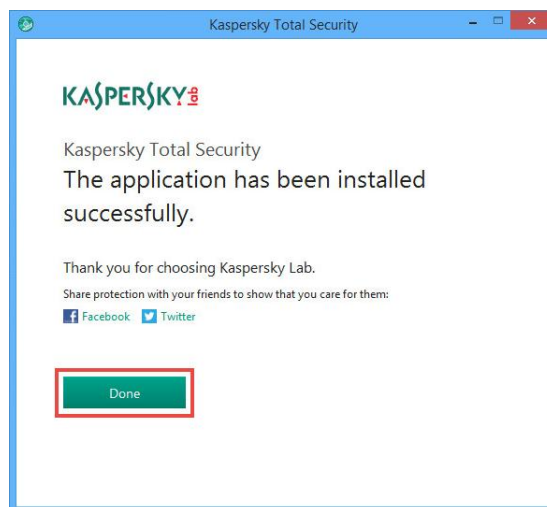 Kaspersky Total Security
KASPERSKY lab
Kaspersky Total Security
The application has been installed
successfully.
Thank you for choosing Kaspersky Lab.
Share protection with your friends to show that you care for them:
Facebook Twitter
Done